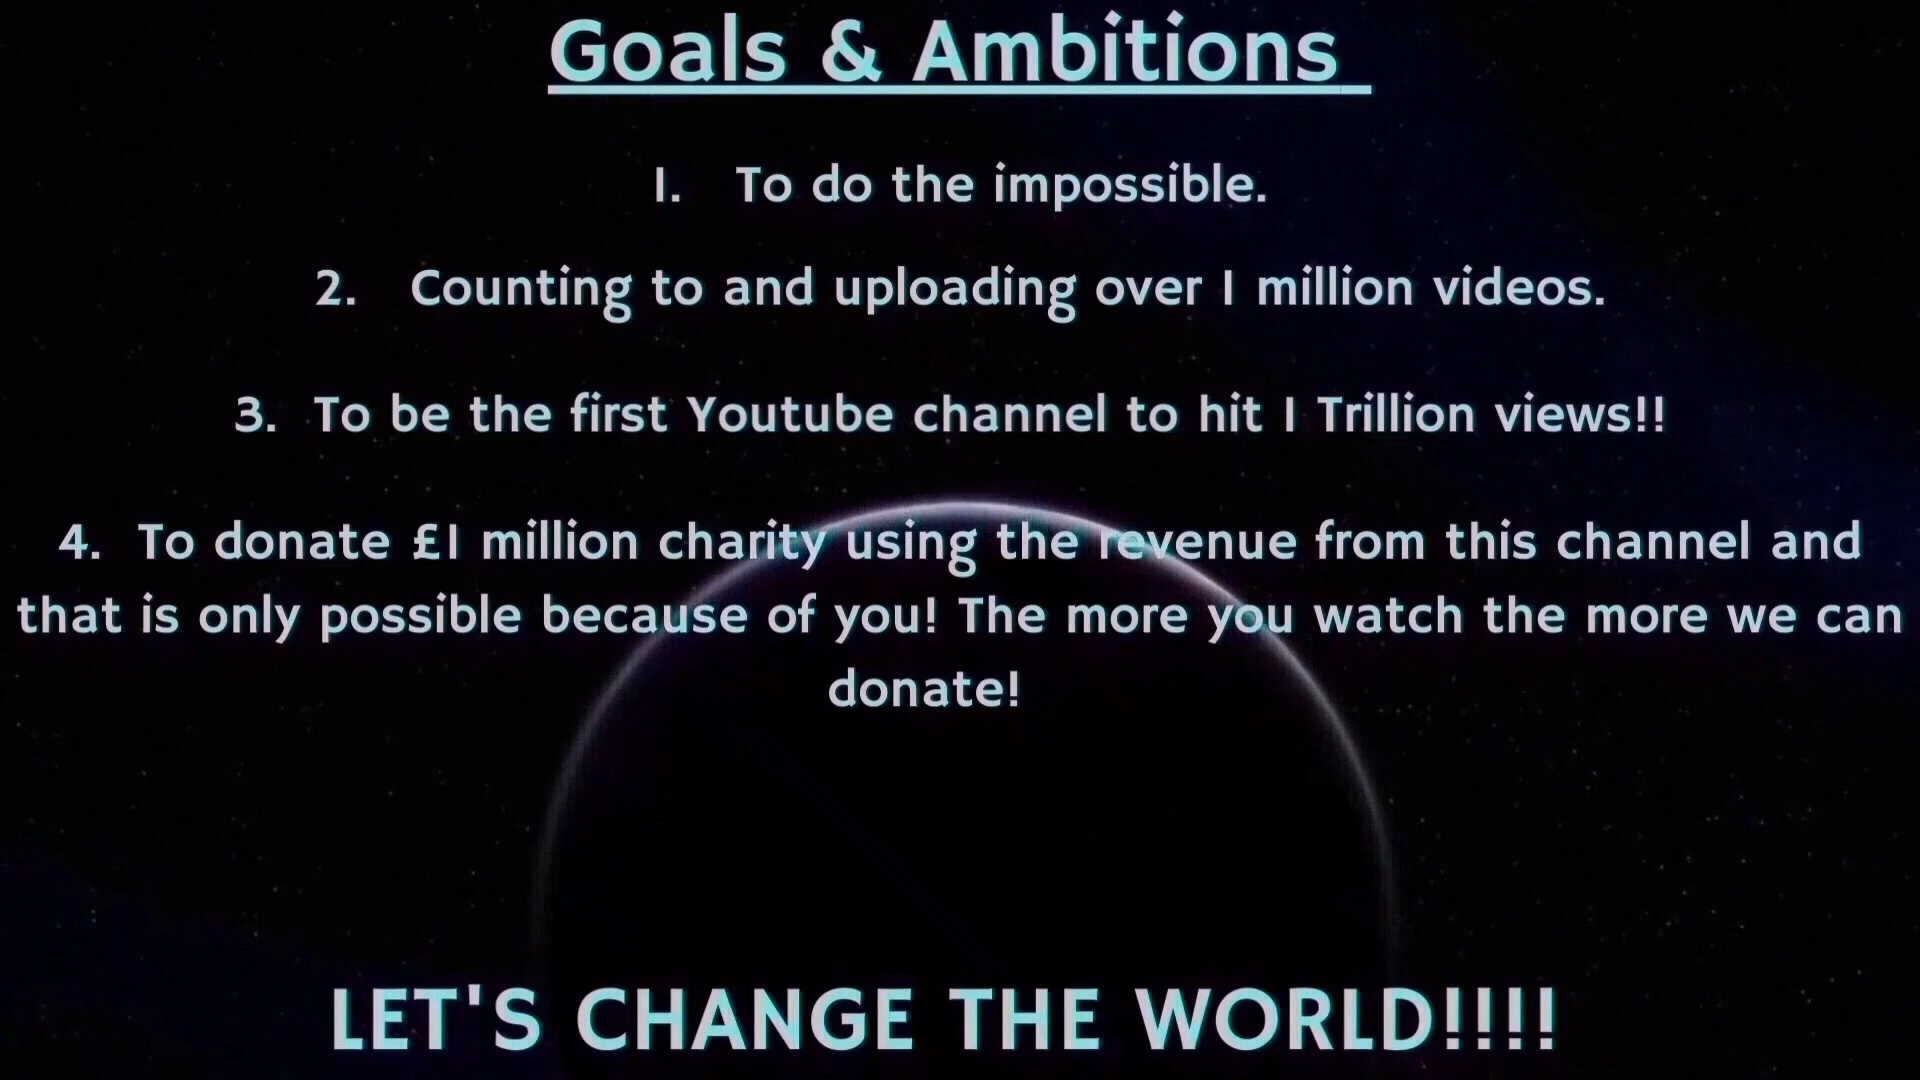 Goals & Ambitions
1. To do the impossible.
2. Counting to and uploading over 1 million videos.
3. To be the first Youtube channel to hit 1 Trillion views!!
4. To donate £1 million charity using the revenue from this channel and
that is only possible because of you! The more you watch the more we can
donate!
LET'S CHANGE THE WORLD!!!!